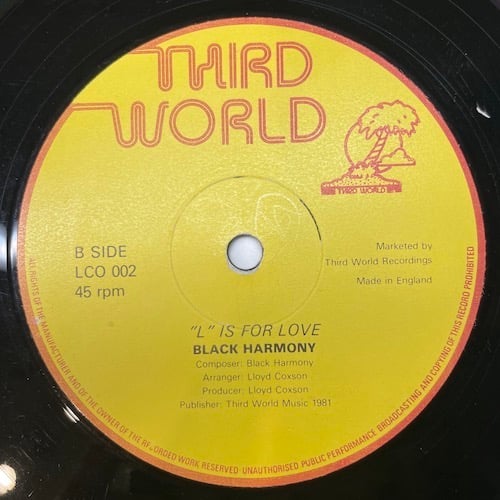 THIRD
WORLD
THIRD WORLD
B SIDE
LCO 002
45 rpm
Marketed by
Third World Recordings
Made in England
"L" IS FOR LOVE
BLACK HARMONY
Composer: Black Harmony
Arranger: Lloyd Coxson
Producer: Lloyd Coxson
Publisher: Third World Music 1981
ALL RIGHTS OF THE MANUFACTURER AND OF THE OWNER OF THE RECORDED WORK RESERVED UNAUTHORISED PUBLIC PERFORMANCE BROADCASTING AND COPYING OF THIS RECORD PROHIBITED